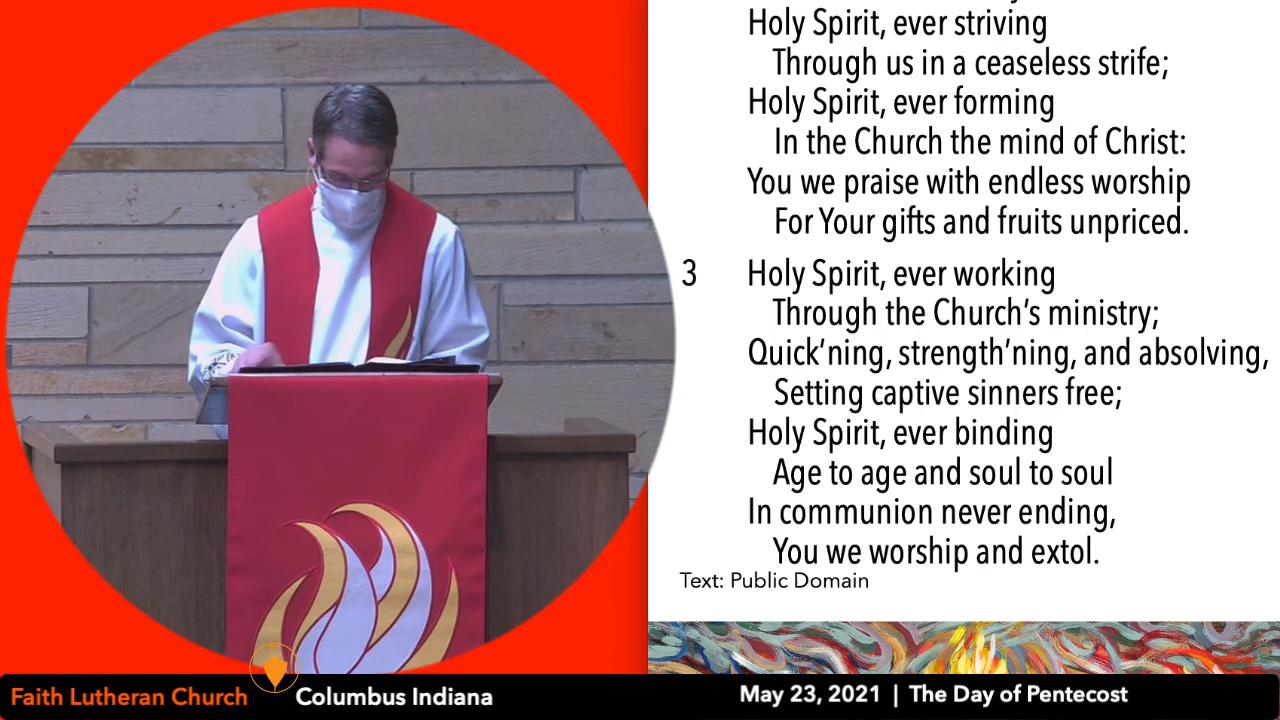 Holy Spirit, ever striving
Through us in a ceaseless strife;
Holy Spirit, ever forming
In the Church the mind of Christ:
You we praise with endless worship
For Your gifts and fruits unpriced.
3 Holy Spirit, ever working
Through the Church’s ministry;
Quick’ning, strength’ning, and absolving,
Setting captive sinners free;
Holy Spirit, ever binding
Age to age and soul to soul
In communion never ending,
You we worship and extol.
Text: Public Domain
Faith Lutheran Church Columbus Indiana
May 23, 2021 | The Day of Pentecost